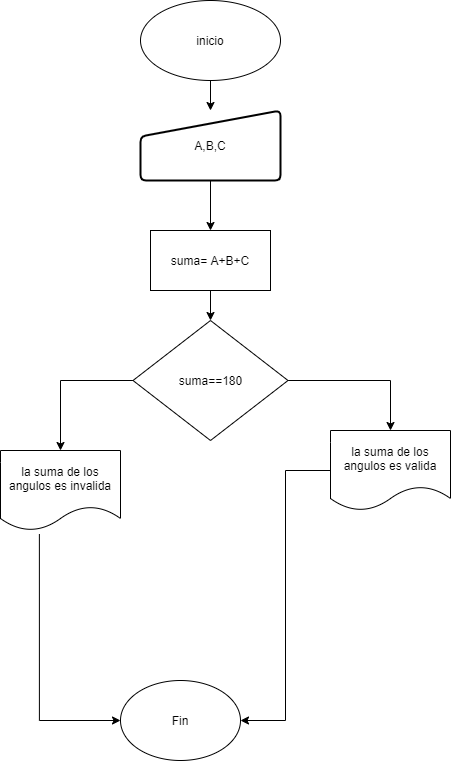 inicio
A,B,C
suma= A+B+C
suma==180
la suma de los
angulos es invalida
la suma de los
angulos es valida
Fin